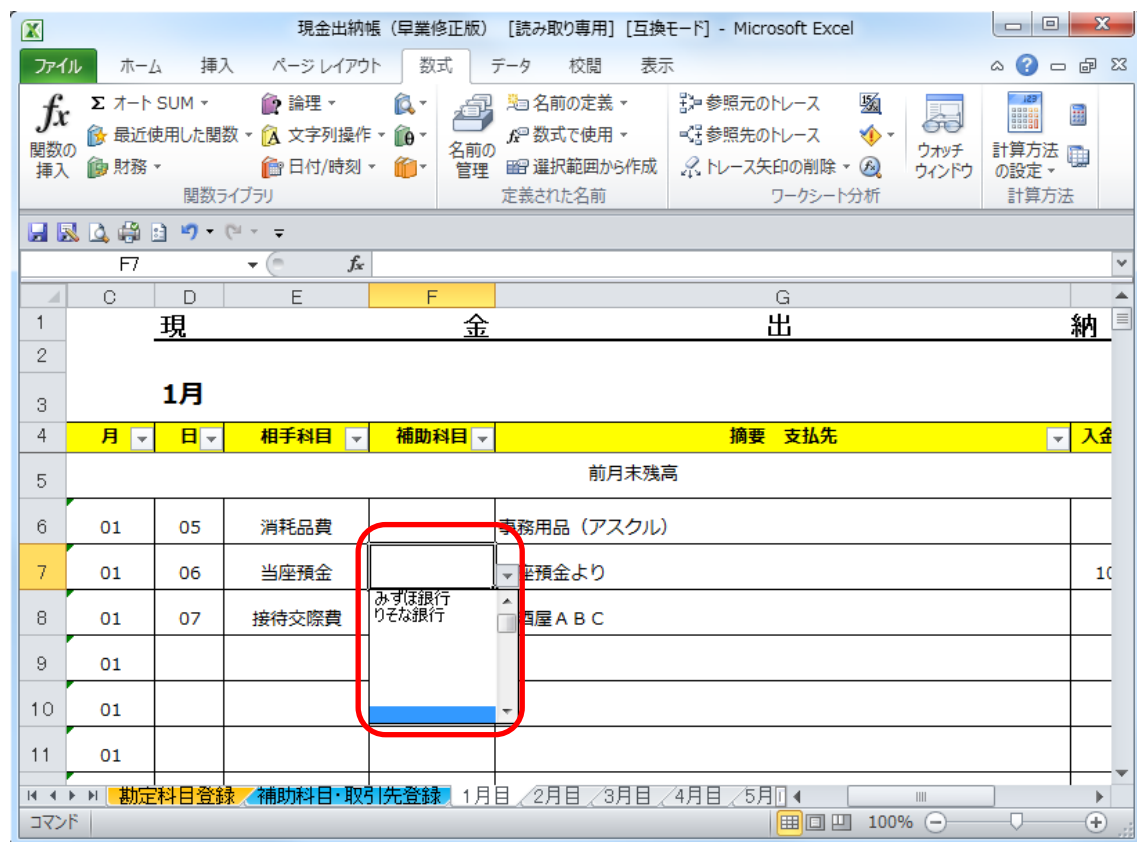 現金出納帳（早業修正版） [読み取り専用] [互換モード] - Microsoft Excel
ファイル ホーム 挿入 ページ レイアウト 数式 データ 校閲 表示
fx 関数の挿入
Σ オート SUM
最近使用した関数
財務
論理
文字列操作
日付/時刻
関数ライブラリ
名前の管理
名前の定義
数式で使用
選択範囲から作成
定義された名前
参照元のトレース
参照先のトレース
トレース矢印の削除
ウォッチ ウィンドウ
ワークシート分析
計算方法の設定
計算方法
F7 fx
C D E F G
1 現 金 出 納
2
3 1月
4 月 日 相手科目 補助科目 摘要 支払先 入金
5 前月末残高
6 01 05 消耗品費 事務用品（アスクル）
7 01 06 当座預金 座預金より 10
みずほ銀行
りそな銀行
8 01 07 接待交際費 酒屋ＡＢＣ
9 01
10 01
11 01
勘定科目登録 補助科目・取引先登録 1月目 2月目 3月目 4月目 5月
コマンド 100%